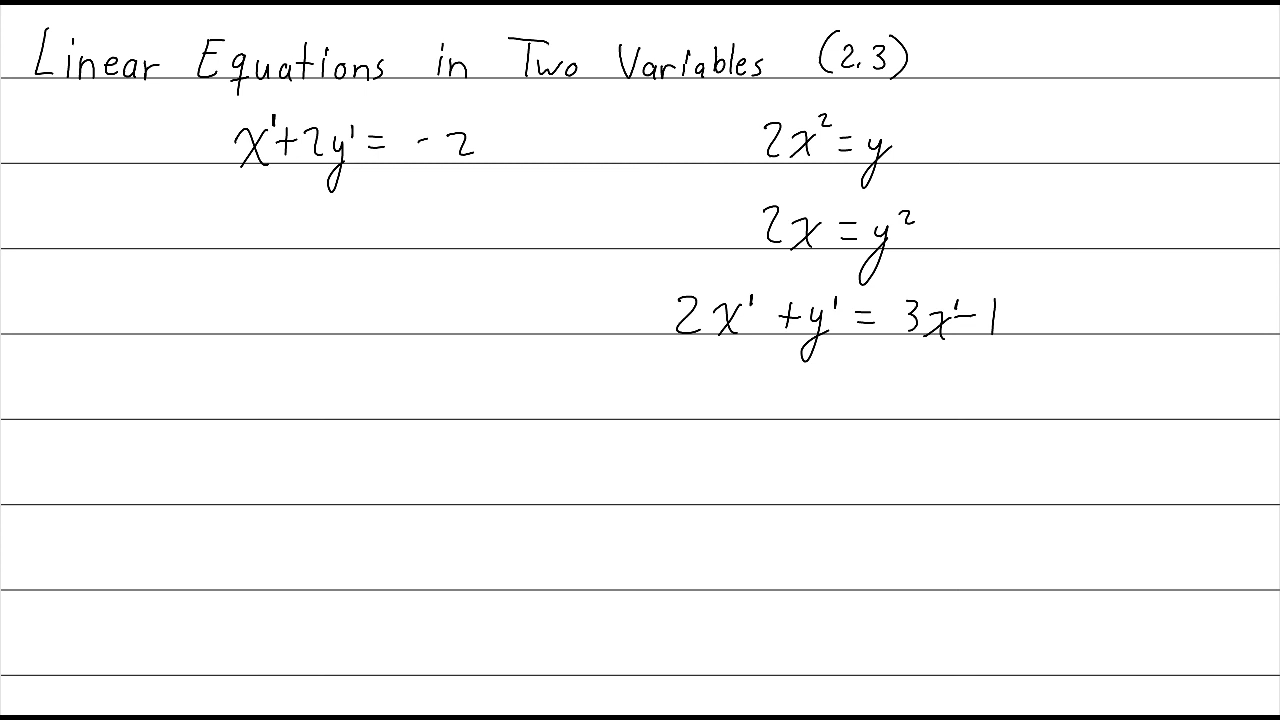 Linear Equations in Two Variables (2.3)
x¹+2y¹ = -2
2x² = y
2x = y²
2x¹ + y¹ = 3x¹-1